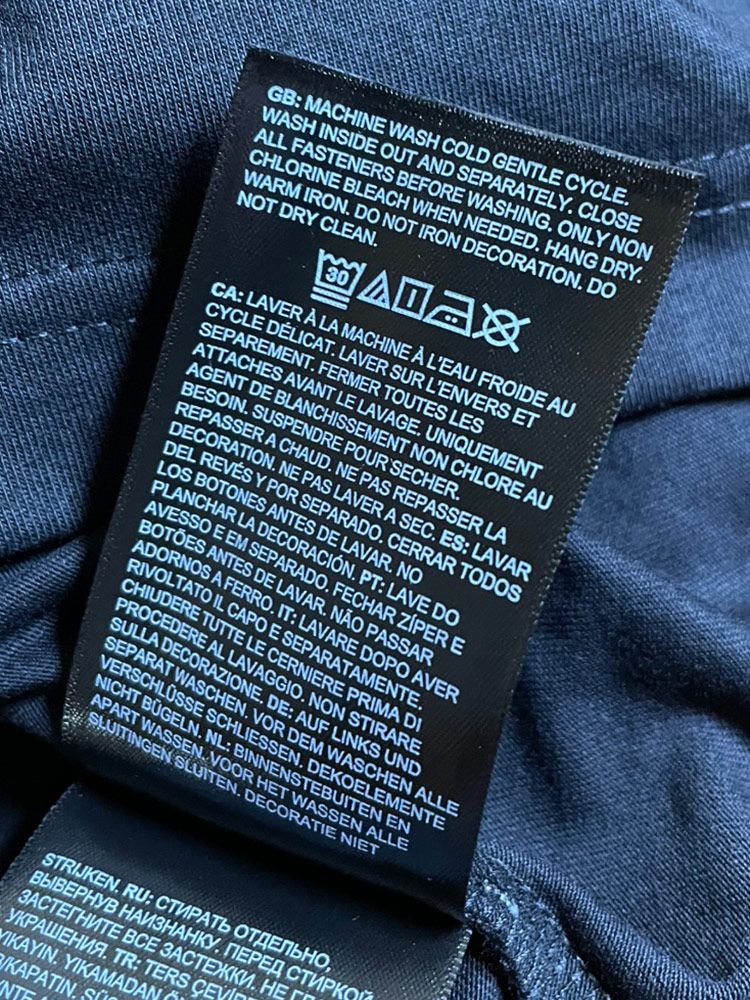 GB: MACHINE WASH COLD GENTLE CYCLE.
WASH INSIDE OUT AND SEPARATELY. CLOSE
ALL FASTENERS BEFORE WASHING. ONLY NON
CHLORINE BLEACH WHEN NEEDED. HANG DRY.
WARM IRON. DO NOT IRON DECORATION. DO
NOT DRY CLEAN.
30
CA: LAVER À LA MACHINE À L'EAU FROIDE AU
CYCLE DÉLICAT. LAVER SUR L'ENVERS ET
SEPAREMENT. FERMER TOUTES LES
ATTACHES AVANT LE LAVAGE. UNIQUEMENT
AGENT DE BLANCHISSEMENT NON CHLORE AU
BESOIN. SUSPENDRE POUR SECHER.
REPASSER A CHAUD. NE PAS REPASSER LA
DECORATION. NE PAS LAVER A SEC. ES: LAVAR
DEL REVÉS Y POR SEPARADO. CERRAR TODOS
LOS BOTONES ANTES DE LAVAR. NO
PLANCHAR LA DECORACIÓN. PT: LAVE DO
AVESSO E EM SEPARADO. FECHAR ZÍPER E
BOTÕES ANTES DE LAVAR. NÃO PASSAR
ADORNOS A FERRO. IT: LAVARE DOPO AVER
RIVOLTATO IL CAPO E SEPARATAMENTE.
CHIUDERE TUTTE LE CERNIERE PRIMA DI
PROCEDERE AL LAVAGGIO. NON STIRARE
SULLA DECORAZIONE. DE: AUF LINKS UND
SEPARAT WASCHEN. VOR DEM WASCHEN ALLE
VERSCHLÜSSE SCHLIESSEN. DEKOELEMENTE
NICHT BÜGELN. NL: BINNENSTEBUITEN EN
APART WASSEN. VOOR HET WASSEN ALLE
SLUITINGEN SLUITEN. DECORATIE NIET
STRIJKEN. RU: СТИРАТЬ ОТДЕЛЬНО,
ВЫВЕРНУВ НАИЗНАНКУ. ПЕРЕД СТИРКОЙ
ЗАСТЕГНИТЕ ВСЕ ЗАСТЕЖКИ. НЕ
УКРАШЕНИЯ. TR: TERS
YIKAYIN. YIKAMADAN